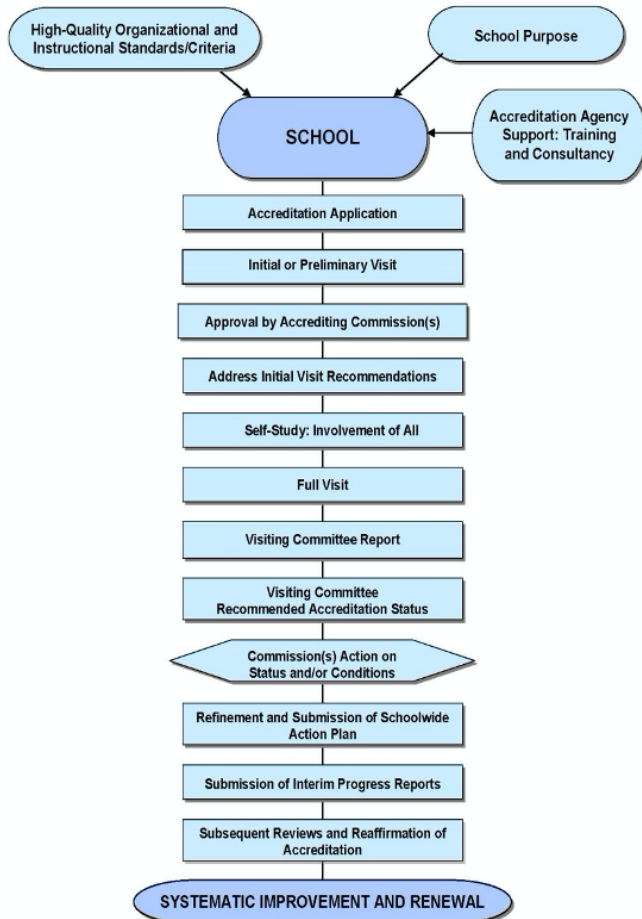 High-Quality Organizational and
Instructional Standards/Criteria
School Purpose
SCHOOL
Accreditation Agency
Support: Training
and Consultancy
Accreditation Application
Initial or Preliminary Visit
Approval by Accrediting Commission(s)
Address Initial Visit Recommendations
Self-Study: Involvement of All
Full Visit
Visiting Committee Report
Visiting Committee
Recommended Accreditation Status
Commission(s) Action on
Status and/or Conditions
Refinement and Submission of Schoolwide
Action Plan
Submission of Interim Progress Reports
Subsequent Reviews and Reaffirmation of
Accreditation
SYSTEMATIC IMPROVEMENT AND RENEWAL